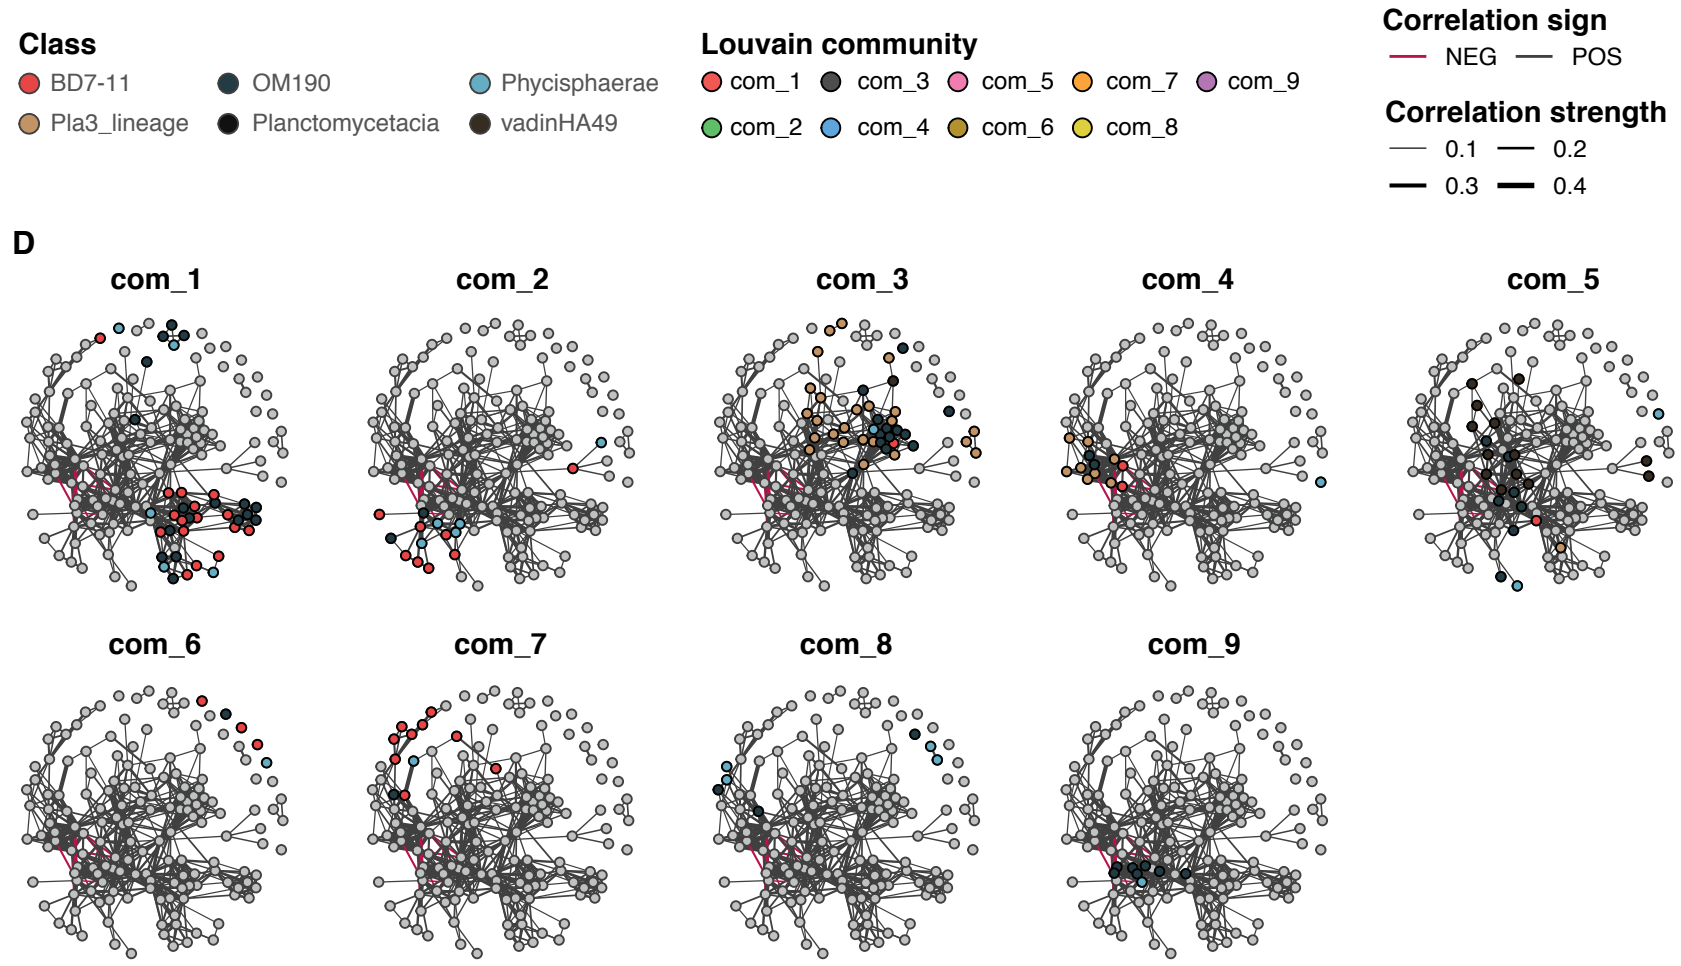 Class
BD7-11 OM190 Phycisphaerae
Pla3_lineage Planctomycetacia vadinHA49
Louvain community
com_1 com_3 com_5 com_7 com_9
com_2 com_4 com_6 com_8
Correlation sign
NEG POS
Correlation strength
0.1 0.2
0.3 0.4
D
com_1 com_2 com_3 com_4 com_5
com_6 com_7 com_8 com_9